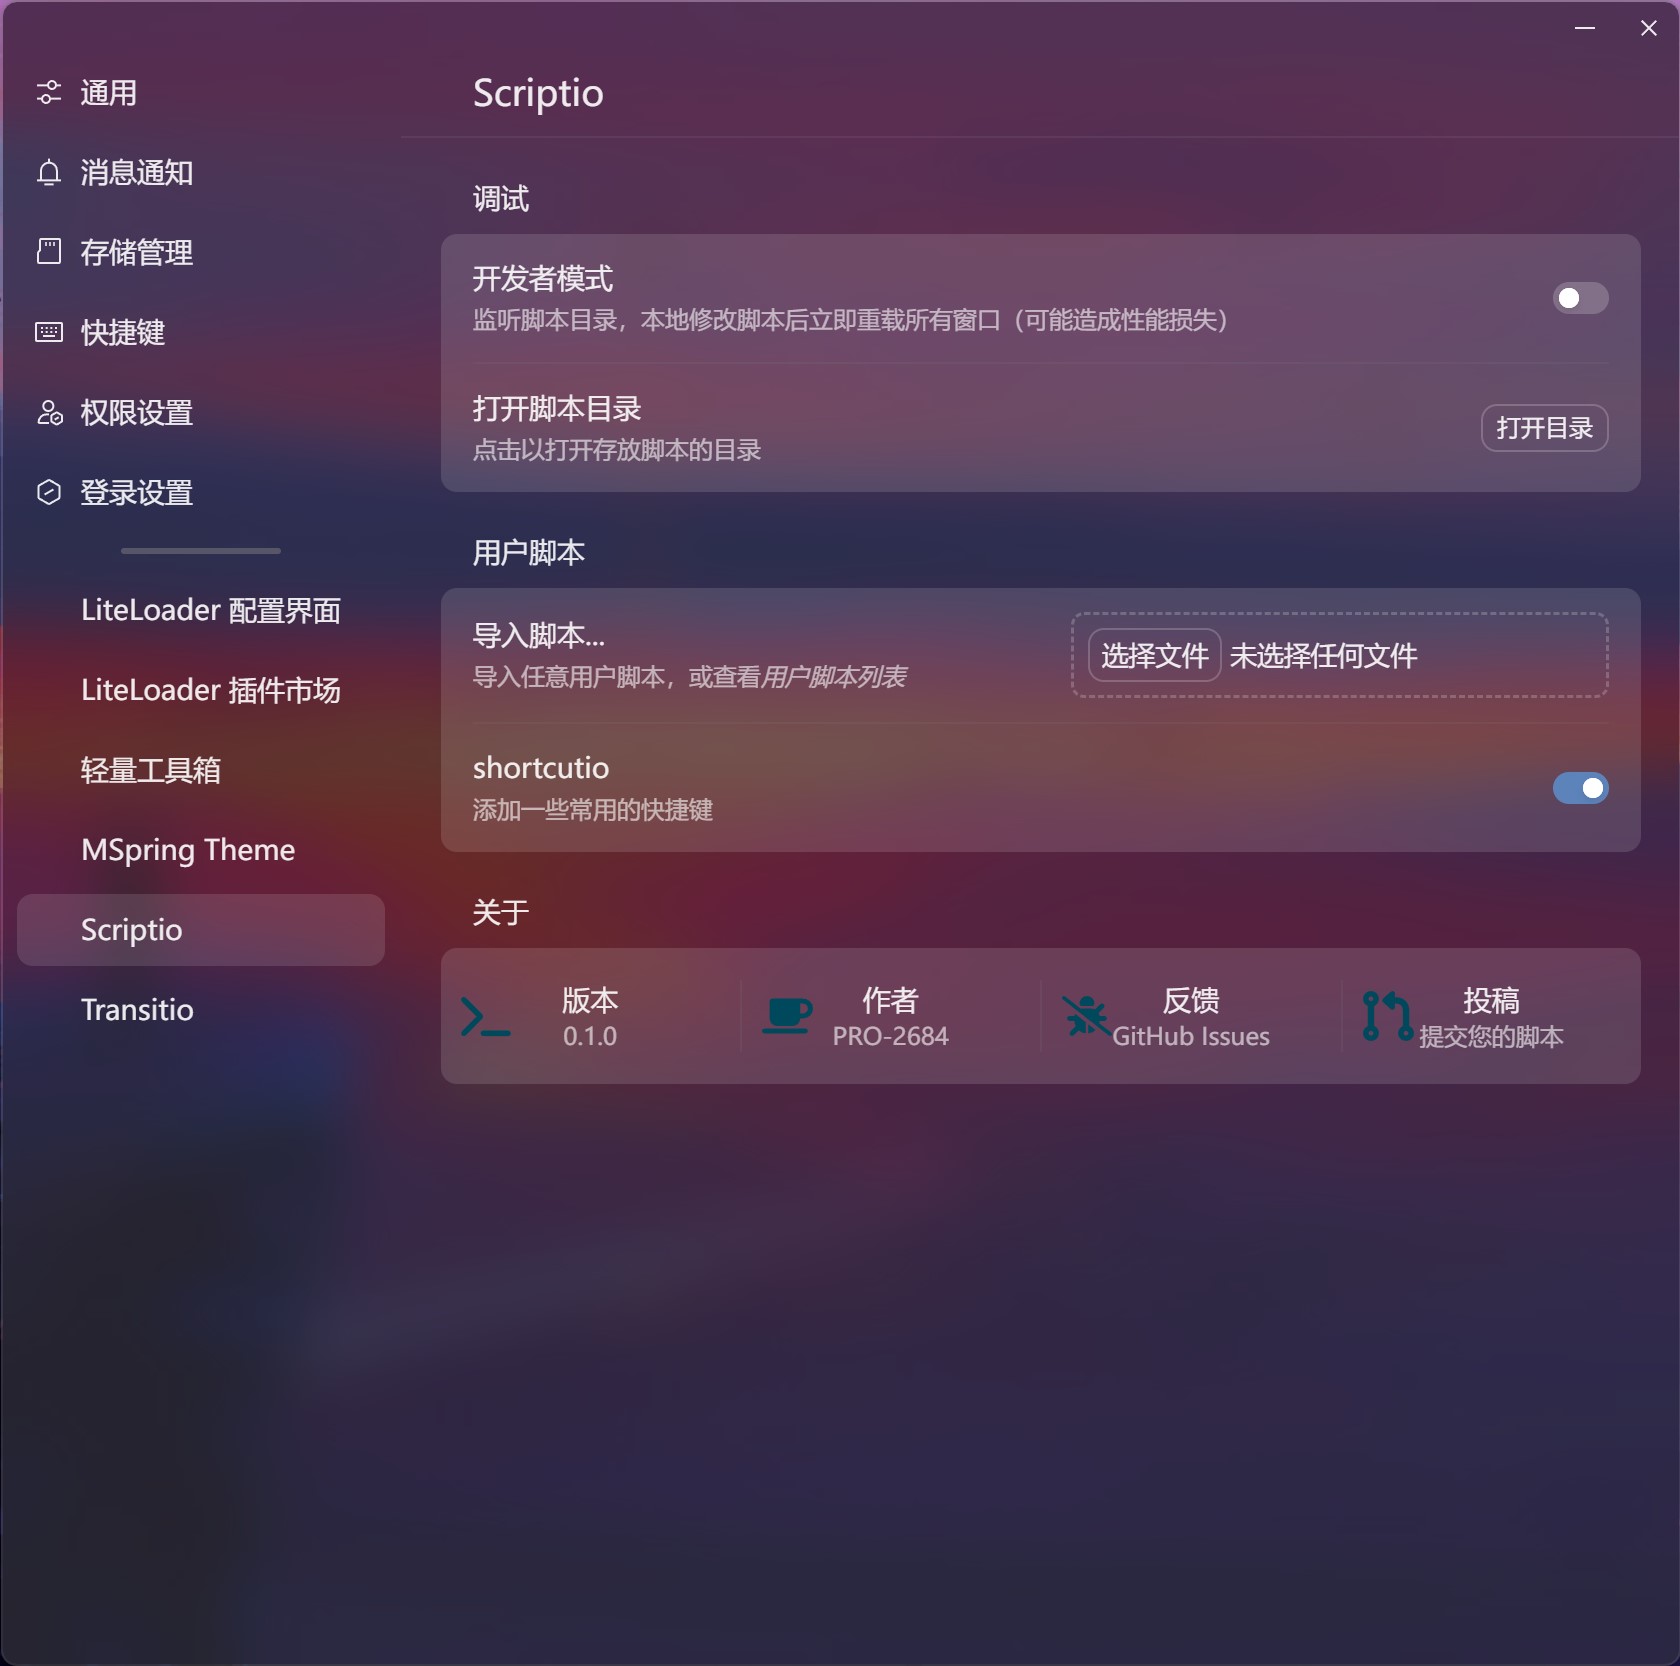 通用
消息通知
存储管理
快捷键
权限设置
登录设置
LiteLoader 配置界面
LiteLoader 插件市场
轻量工具箱
MSpring Theme
Scriptio
Transitio
Scriptio
调试
开发者模式
监听脚本目录，本地修改脚本后立即重载所有窗口（可能造成性能损失）
打开脚本目录
点击以打开存放脚本的目录
打开目录
用户脚本
导入脚本...
导入任意用户脚本，或查看用户脚本列表
选择文件 未选择任何文件
shortcutio
添加一些常用的快捷键
关于
版本
0.1.0
作者
PRO-2684
反馈
GitHub Issues
投稿
提交您的脚本